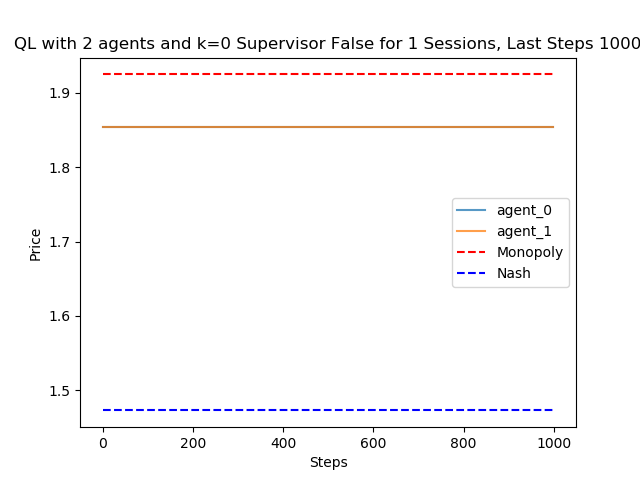 QL with 2 agents and k=0 Supervisor False for 1 Sessions, Last Steps 1000
1.9
1.8
1.7
1.6
1.5
Price
agent_0
agent_1
Monopoly
Nash
0 200 400 600 800 1000
Steps